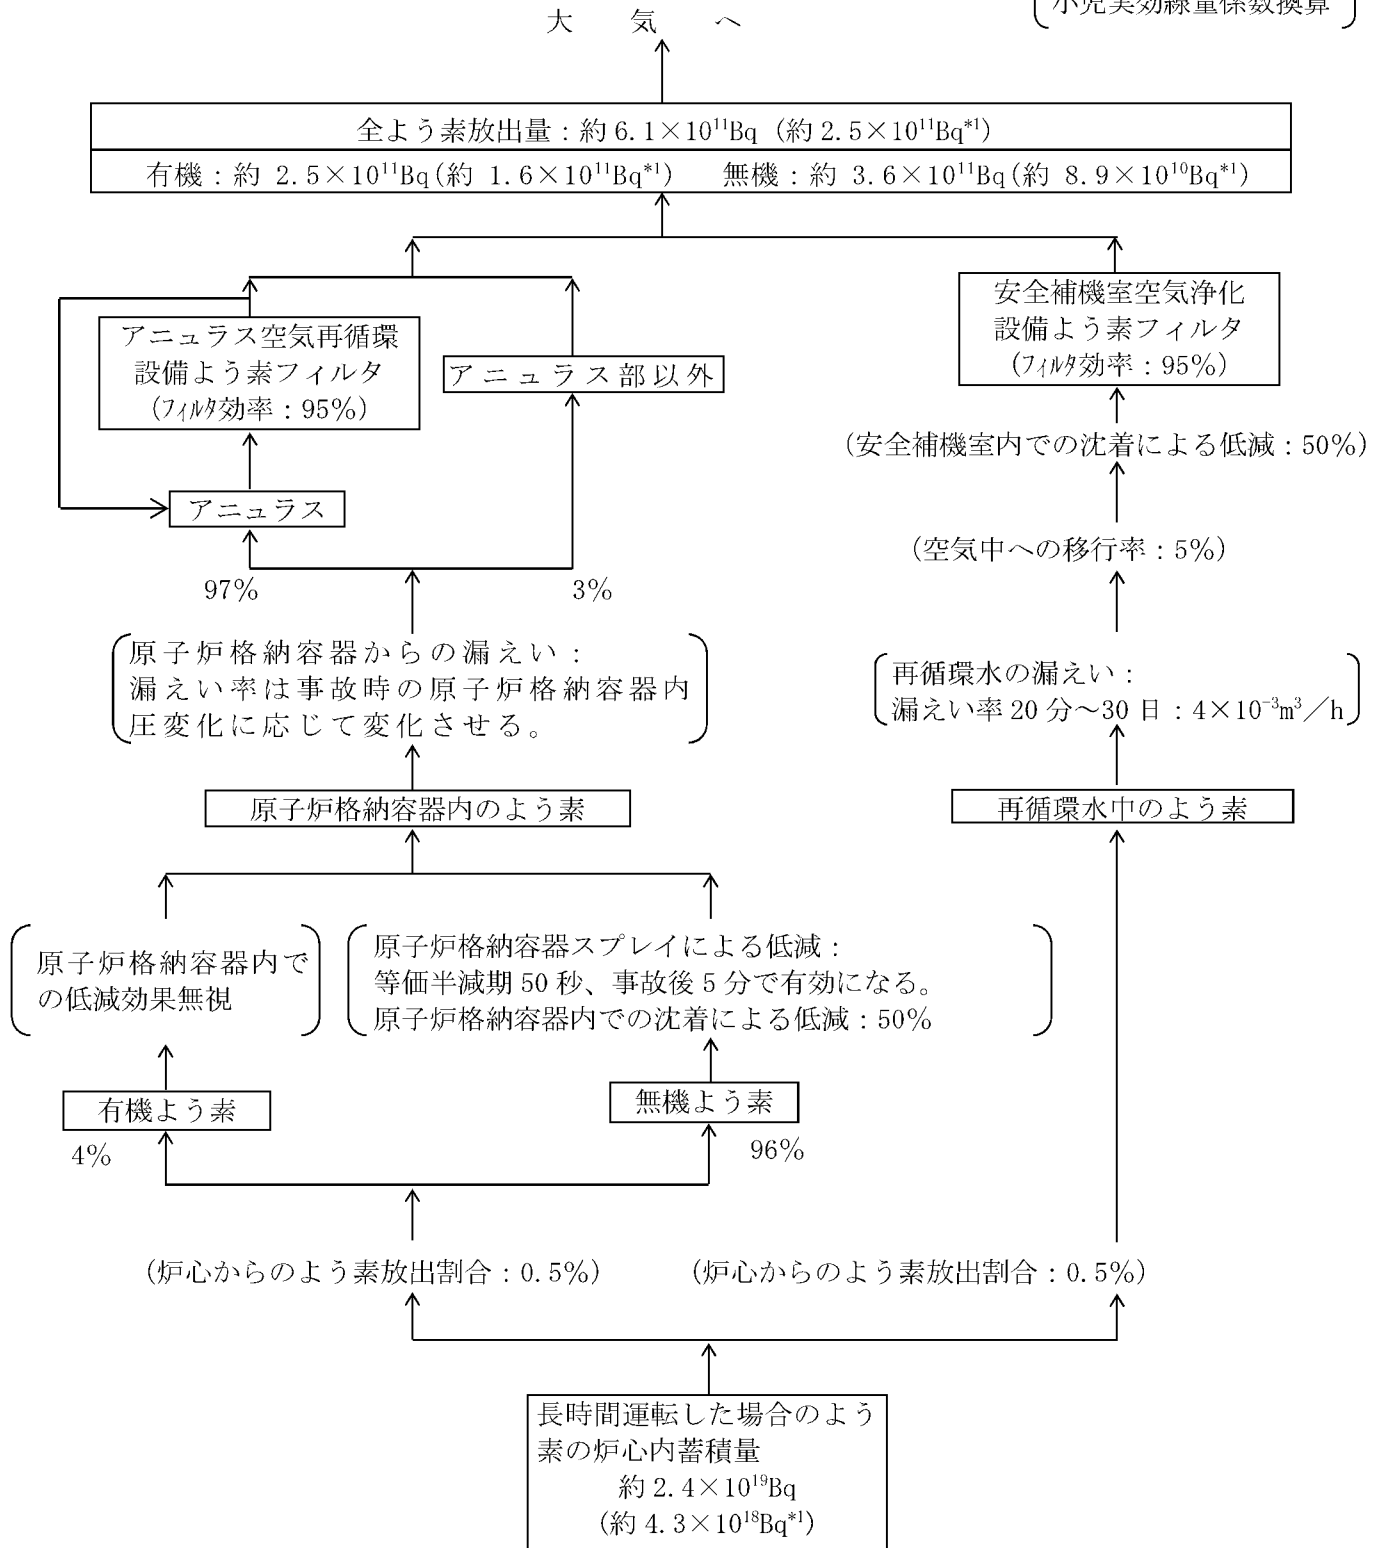 小児実効線量係数換算
大 気 へ
全よう素放出量：約6.1×10¹¹Bq (約2.5×10¹¹Bq*¹)
有機：約 2.5×10¹¹Bq(約 1.6×10¹¹Bq*¹) 無機：約 3.6×10¹¹Bq(約 8.9×10¹⁰Bq*¹)
アニュラス空気再循環
設備よう素フィルタ
(フィルタ効率：95%)
アニュラス部以外
安全補機室空気浄化
設備よう素フィルタ
(フィルタ効率：95%)
(安全補機室内での沈着による低減：50%)
アニュラス
(空気中への移行率：5%)
97%
3%
原子炉格納容器からの漏えい：
漏えい率は事故時の原子炉格納容器内
圧変化に応じて変化させる。
再循環水の漏えい：
漏えい率20分～30日：4×10⁻³m³／h
原子炉格納容器内のよう素
再循環水中のよう素
原子炉格納容器内で
の低減効果無視
原子炉格納容器スプレイによる低減：
等価半減期50秒、事故後5分で有効になる。
原子炉格納容器内での沈着による低減：50%
有機よう素
無機よう素
4%
96%
(炉心からのよう素放出割合：0.5%)
(炉心からのよう素放出割合：0.5%)
長時間運転した場合のよう
素の炉心内蓄積量
約2.4×10¹⁹Bq
(約4.3×10¹⁸Bq*¹)